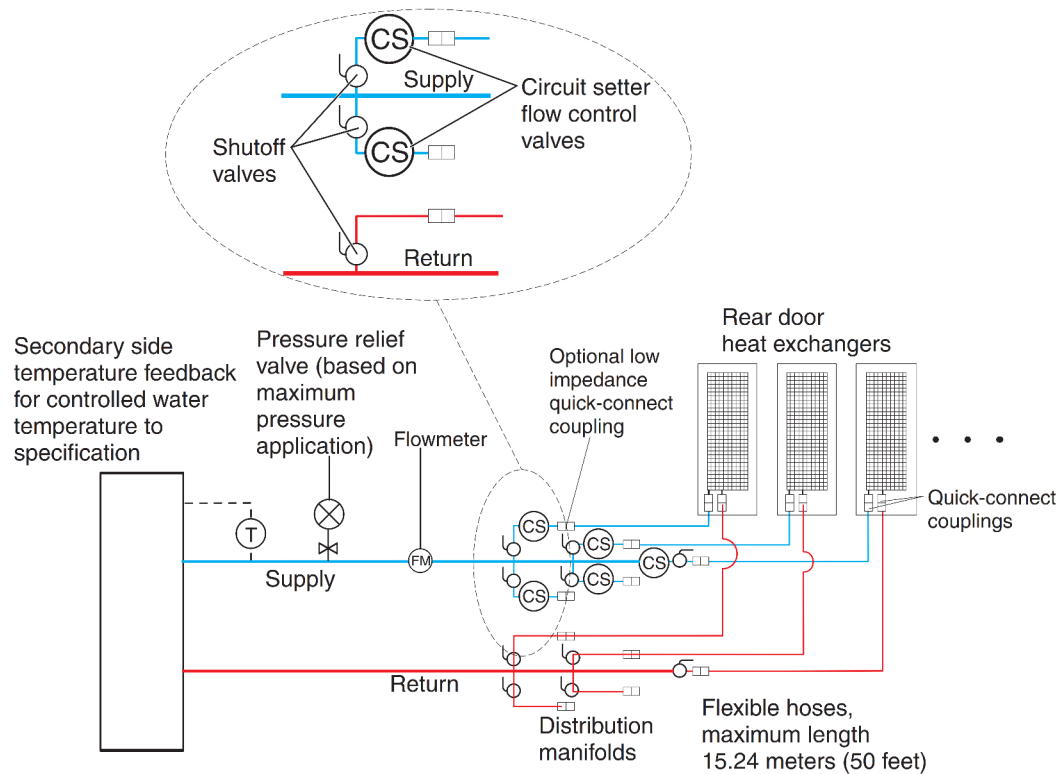 CS
Supply
Circuit setter
flow control
valves
Shutoff
valves
CS
Return
Rear door
heat exchangers
Secondary side
temperature feedback
for controlled water
temperature to
specification
Pressure relief
valve (based on
maximum
pressure
application)
Flowmeter
Optional low
impedance
quick-connect
coupling
Quick-connect
couplings
T
FM
CS
CS
CS
CS
CS
Supply
Return
Distribution
manifolds
Flexible hoses,
maximum length
15.24 meters (50 feet)